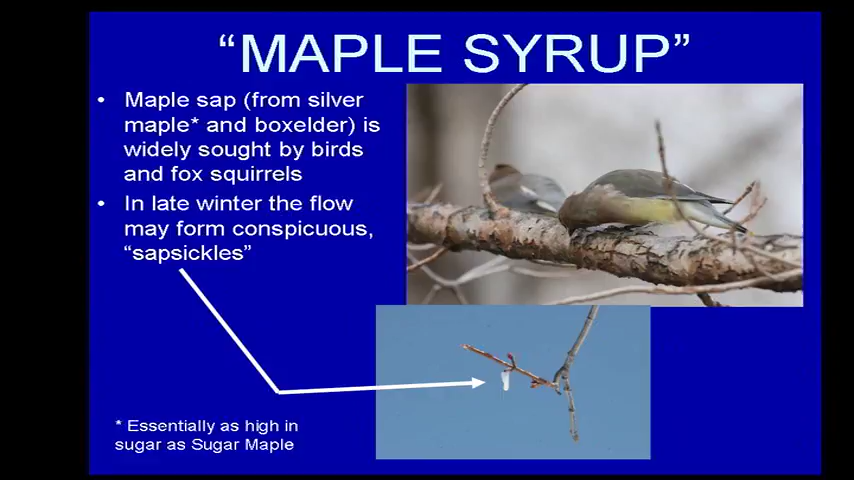 “MAPLE SYRUP”
• Maple sap (from silver
maple* and boxelder) is
widely sought by birds
and fox squirrels
• In late winter the flow
may form conspicuous,
“sapsickles”
* Essentially as high in
sugar as Sugar Maple